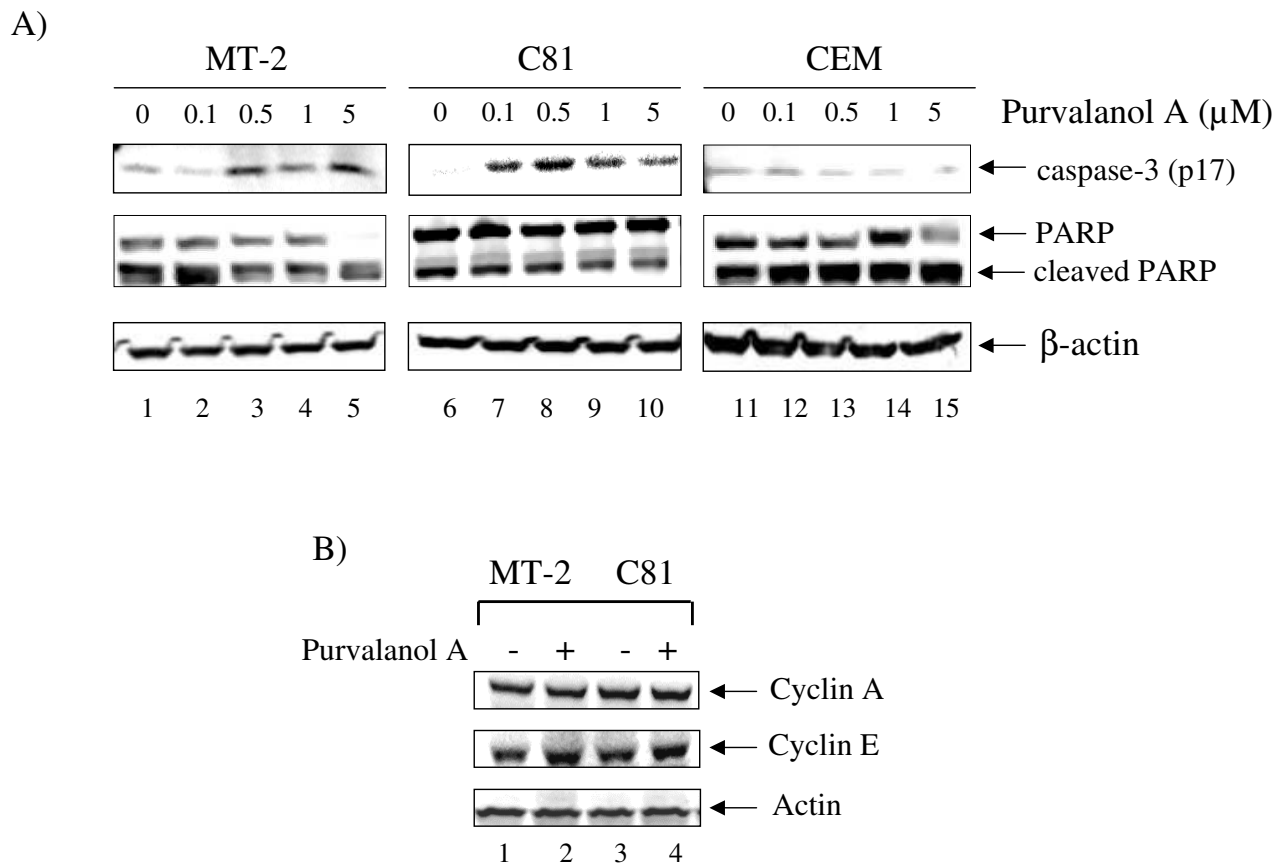 A)
MT-2 C81 CEM
0 0.1 0.5 1 5 0 0.1 0.5 1 5 0 0.1 0.5 1 5 Purvalanol A (µM)
caspase-3 (p17)
PARP
cleaved PARP
β-actin
1 2 3 4 5 6 7 8 9 10 11 12 13 14 15
B)
MT-2 C81
Purvalanol A - + - +
Cyclin A
Cyclin E
Actin
1 2 3 4